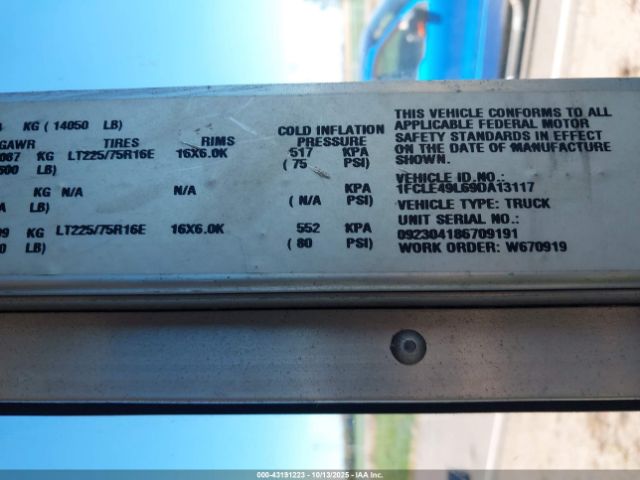 KG ( 14050 LB)
GAWR TIRES RIMS COLD INFLATION PRESSURE
KG LT225/75R16E 16X6.0K 517 KPA
LB) ( 75 PSI)
KG N/A N/A KPA
LB) ( N/A PSI)
KG LT225/75R16E 16X6.0K 552 KPA
LB) ( 80 PSI)
THIS VEHICLE CONFORMS TO ALL
APPLICABLE FEDERAL MOTOR
SAFETY STANDARDS IN EFFECT
ON THE DATE OF MANUFACTURE
SHOWN ABOVE.
VEHICLE ID.NO.:
1FCLE49L69DA13117
VEHICLE TYPE: TRUCK
UNIT SERIAL NO.:
092304186709191
WORK ORDER: W670919
000-43191223 | 10/13/2025 | IAAI, Inc.